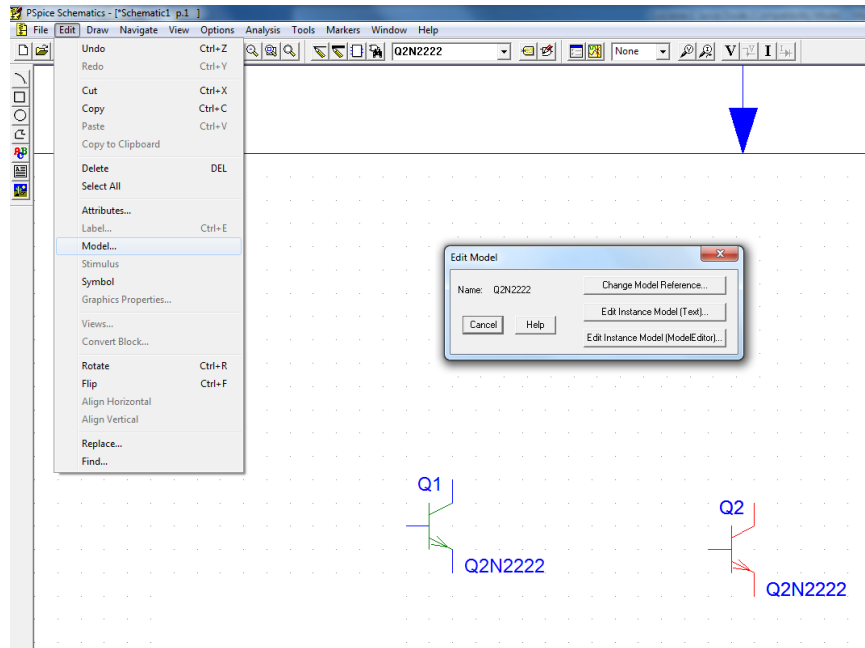 PSpice Schematics - [*Schematic1 p.1 ]
File Edit Draw Navigate View Options Analysis Tools Markers Window Help
Q2N2222
None
V
I
Undo Ctrl+Z
Redo Ctrl+Y
Cut Ctrl+X
Copy Ctrl+C
Paste Ctrl+V
Copy to Clipboard
Delete DEL
Select All
Attributes...
Label... Ctrl+E
Model...
Stimulus
Symbol
Graphics Properties...
Views...
Convert Block...
Rotate Ctrl+R
Flip Ctrl+F
Align Horizontal
Align Vertical
Replace...
Find...
Edit Model
Name: Q2N2222
Change Model Reference...
Edit Instance Model (Text)...
Cancel Help
Edit Instance Model (ModelEditor)...
Q1
Q2N2222
Q2
Q2N2222